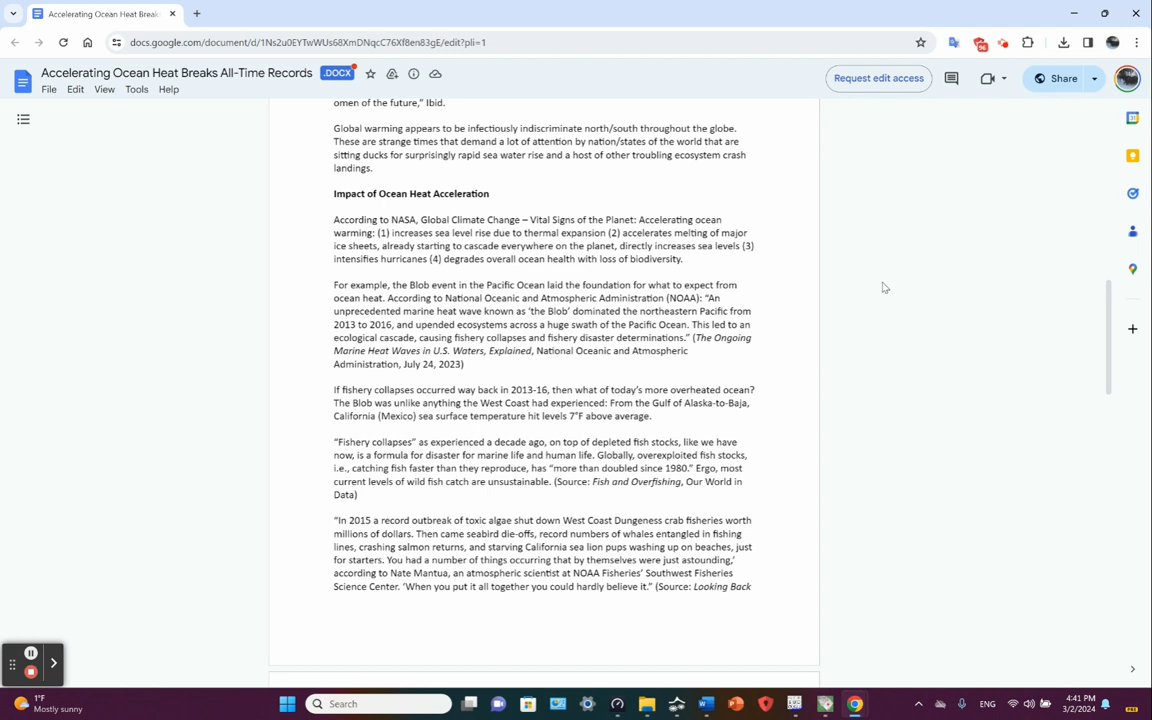 Accelerating Ocean Heat Break
docs.google.com/document/d/1Ns2u0EYTwWUs68XmDNqcC76Xf8en83gE/edit?pli=1
96
Accelerating Ocean Heat Breaks All-Time Records .DOCX
File Edit View Tools Help
Request edit access
Share
omen of the future," Ibid.
Global warming appears to be infectiously indiscriminate north/south throughout the globe.
These are strange times that demand a lot of attention by nation/states of the world that are
sitting ducks for surprisingly rapid sea water rise and a host of other troubling ecosystem crash
landings.
Impact of Ocean Heat Acceleration
According to NASA, Global Climate Change – Vital Signs of the Planet: Accelerating ocean
warming: (1) increases sea level rise due to thermal expansion (2) accelerates melting of major
ice sheets, already starting to cascade everywhere on the planet, directly increases sea levels (3)
intensifies hurricanes (4) degrades overall ocean health with loss of biodiversity.
For example, the Blob event in the Pacific Ocean laid the foundation for what to expect from
ocean heat. According to National Oceanic and Atmospheric Administration (NOAA): "An
unprecedented marine heat wave known as 'the Blob' dominated the northeastern Pacific from
2013 to 2016, and upended ecosystems across a huge swath of the Pacific Ocean. This led to an
ecological cascade, causing fishery collapses and fishery disaster determinations." (The Ongoing
Marine Heat Waves in U.S. Waters, Explained, National Oceanic and Atmospheric
Administration, July 24, 2023)
If fishery collapses occurred way back in 2013-16, then what of today's more overheated ocean?
The Blob was unlike anything the West Coast had experienced: From the Gulf of Alaska-to-Baja,
California (Mexico) sea surface temperature hit levels 7°F above average.
"Fishery collapses" as experienced a decade ago, on top of depleted fish stocks, like we have
now, is a formula for disaster for marine life and human life. Globally, overexploited fish stocks,
i.e., catching fish faster than they reproduce, has "more than doubled since 1980." Ergo, most
current levels of wild fish catch are unsustainable. (Source: Fish and Overfishing, Our World in
Data)
"In 2015 a record outbreak of toxic algae shut down West Coast Dungeness crab fisheries worth
millions of dollars. Then came seabird die-offs, record numbers of whales entangled in fishing
lines, crashing salmon returns, and starving California sea lion pups washing up on beaches, just
for starters. You had a number of things occurring that by themselves were just astounding,'
according to Nate Mantua, an atmospheric scientist at NOAA Fisheries' Southwest Fisheries
Science Center. 'When you put it all together you could hardly believe it." (Source: Looking Back
1°F
Mostly sunny
Search
ENG
4:41 PM
3/2/2024